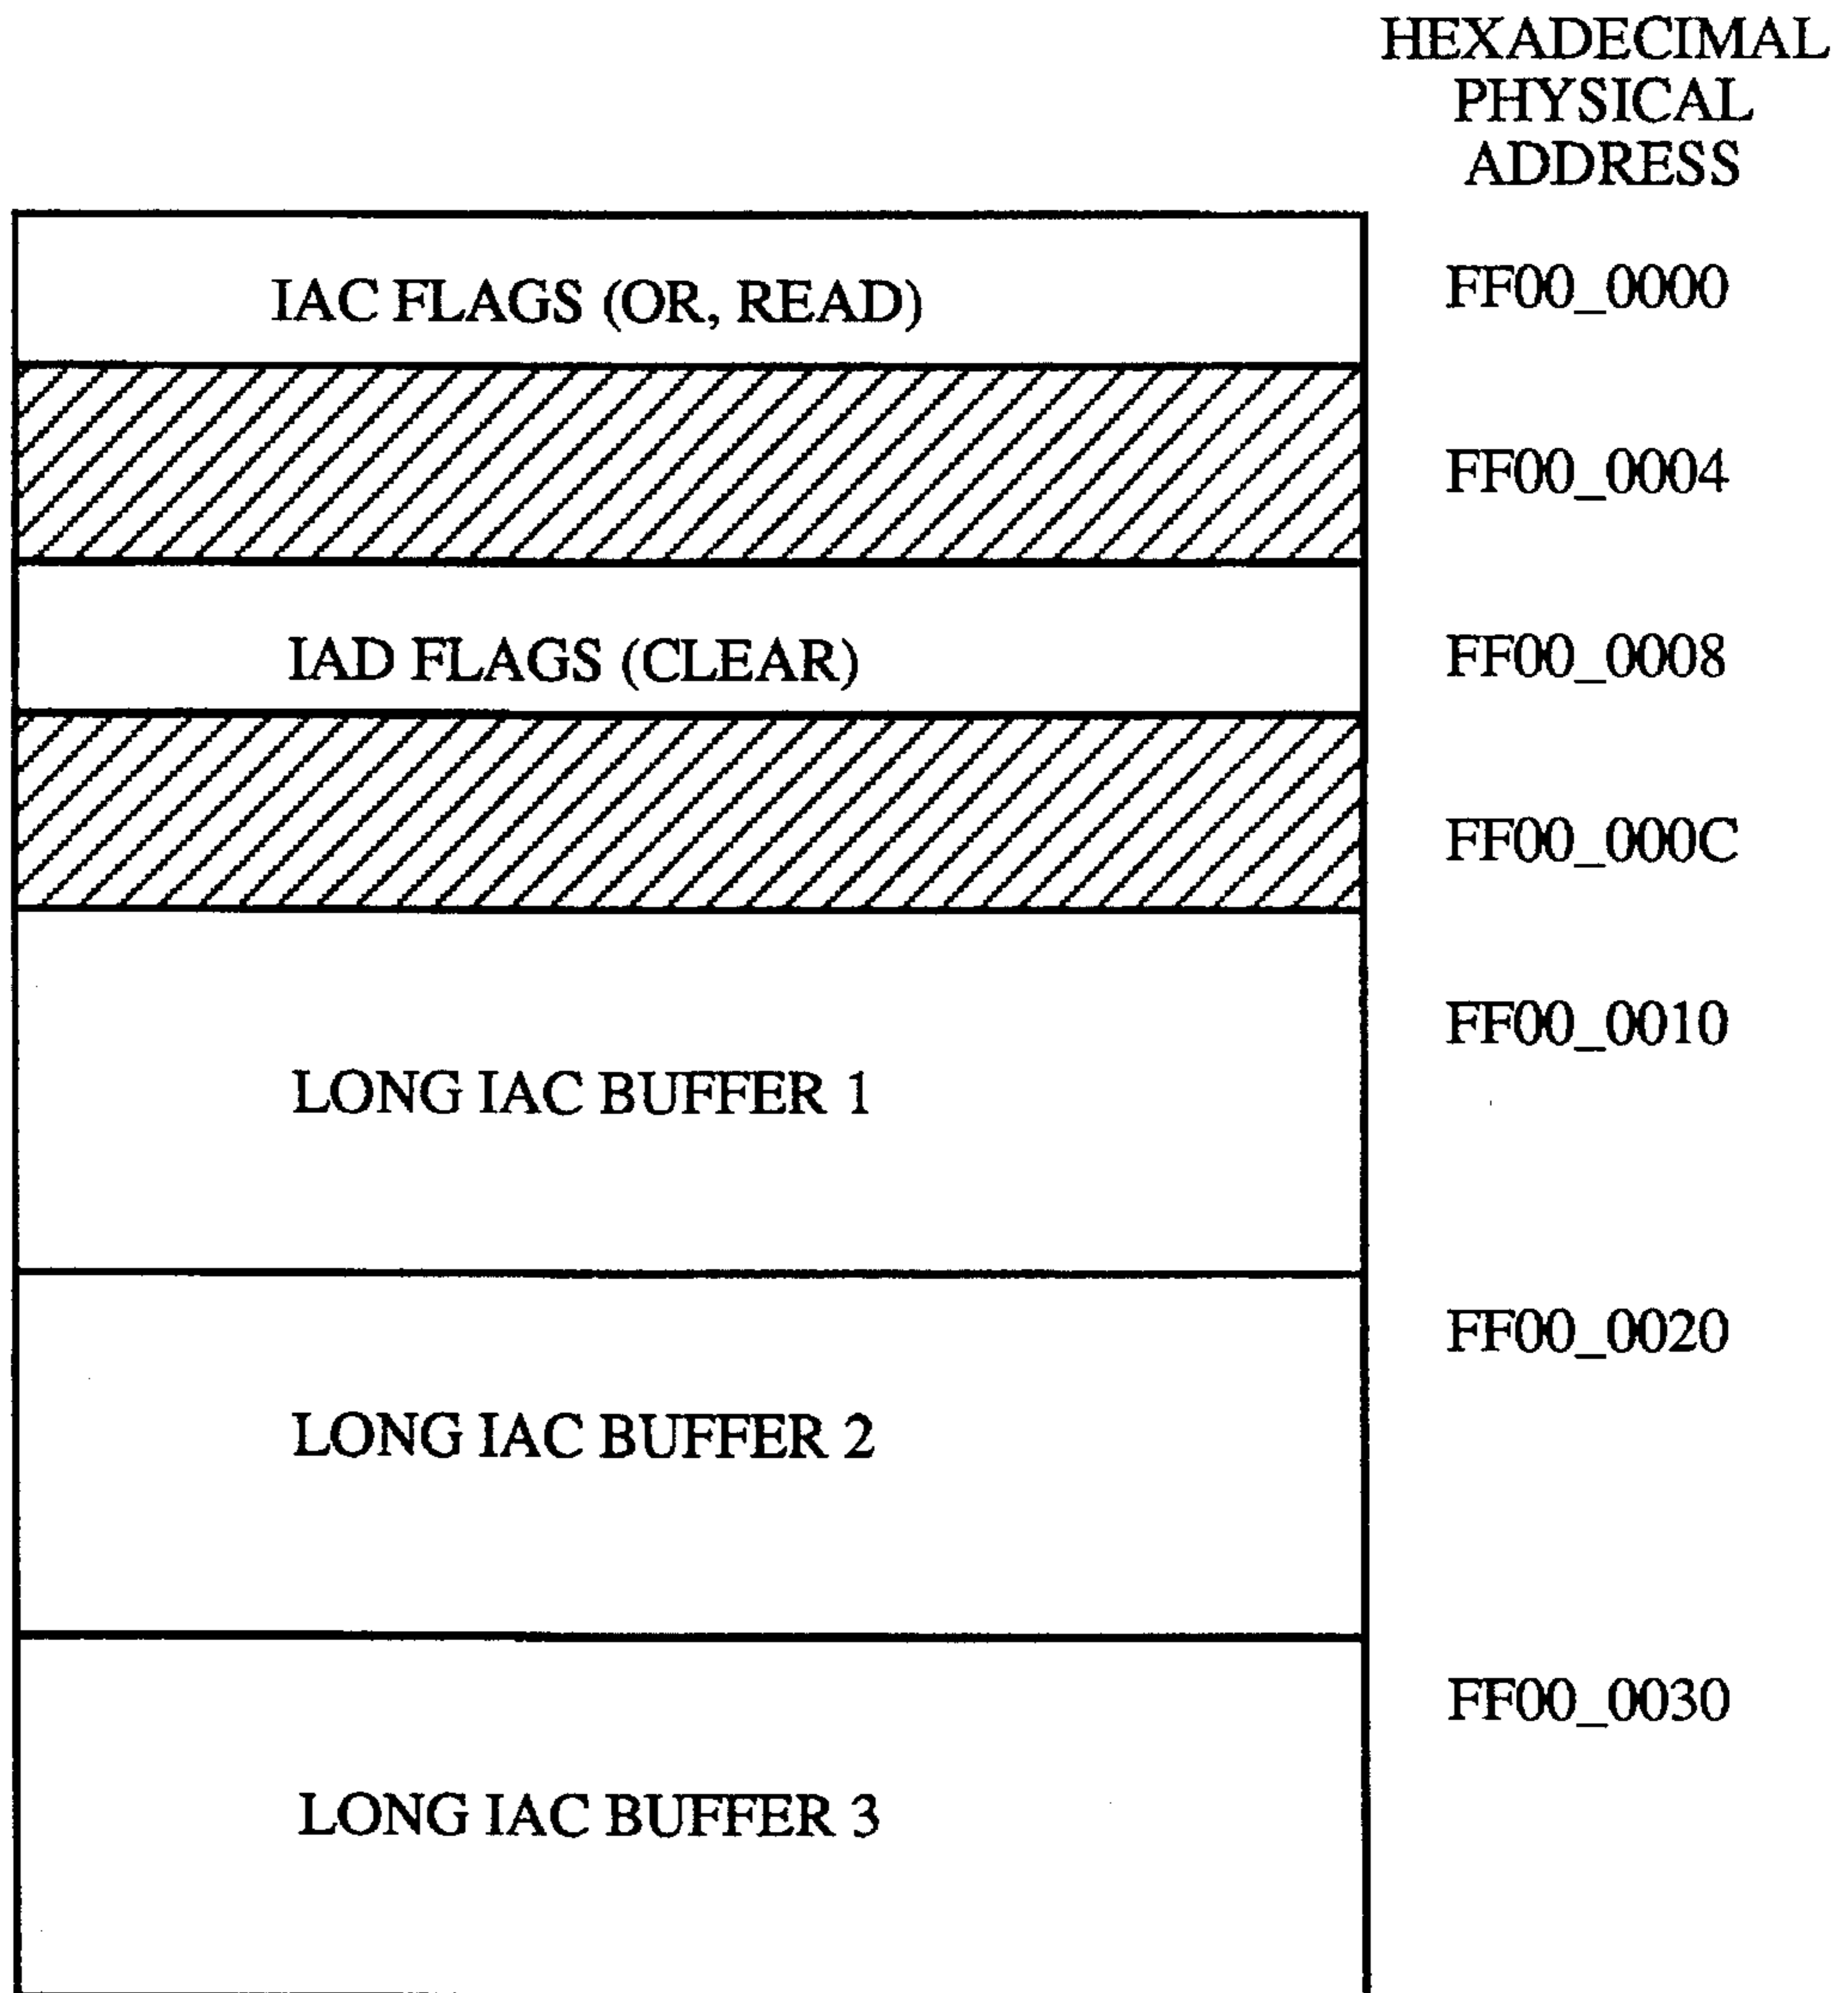 HEXADECIMAL
PHYSICAL
ADDRESS
IAC FLAGS (OR, READ)
FF00_0000
FF00_0004
IAD FLAGS (CLEAR)
FF00_0008
FF00_000C
FF00_0010
LONG IAC BUFFER 1
FF00_0020
LONG IAC BUFFER 2
FF00_0030
LONG IAC BUFFER 3